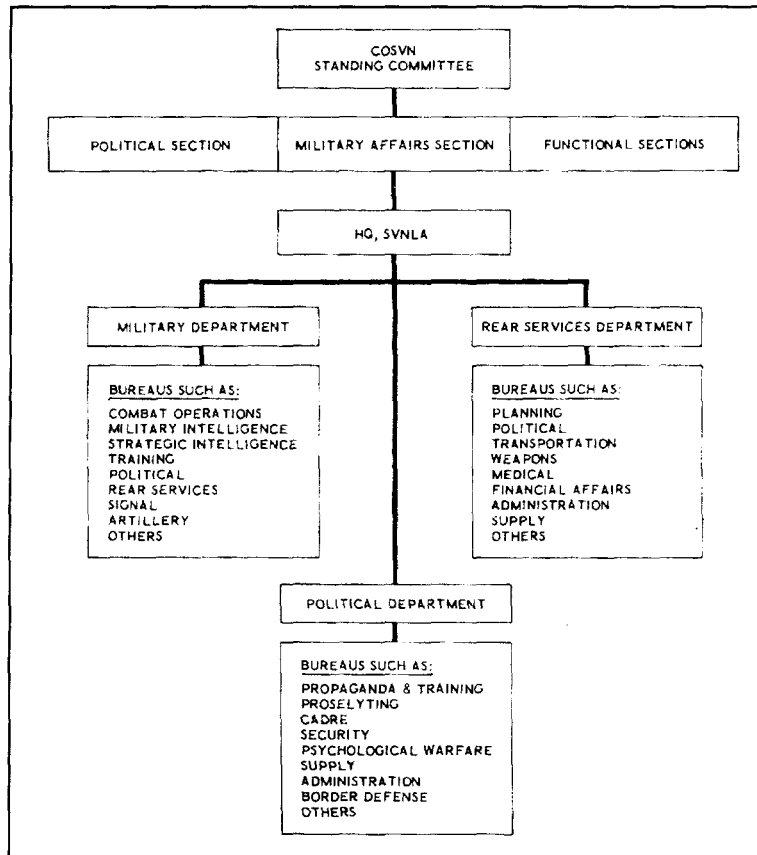 COSVN
STANDING COMMITTEE
POLITICAL SECTION
MILITARY AFFAIRS SECTION
FUNCTIONAL SECTIONS
HQ, SVNLA
MILITARY DEPARTMENT
REAR SERVICES DEPARTMENT
BUREAUS SUCH AS:
COMBAT OPERATIONS
MILITARY INTELLIGENCE
STRATEGIC INTELLIGENCE
TRAINING
POLITICAL
REAR SERVICES
SIGNAL
ARTILLERY
OTHERS
BUREAUS SUCH AS:
PLANNING
POLITICAL
TRANSPORTATION
WEAPONS
MEDICAL
FINANCIAL AFFAIRS
ADMINISTRATION
SUPPLY
OTHERS
POLITICAL DEPARTMENT
BUREAUS SUCH AS:
PROPAGANDA & TRAINING
PROSELYTING
CADRE
SECURITY
PSYCHOLOGICAL WARFARE
SUPPLY
ADMINISTRATION
BORDER DEFENSE
OTHERS